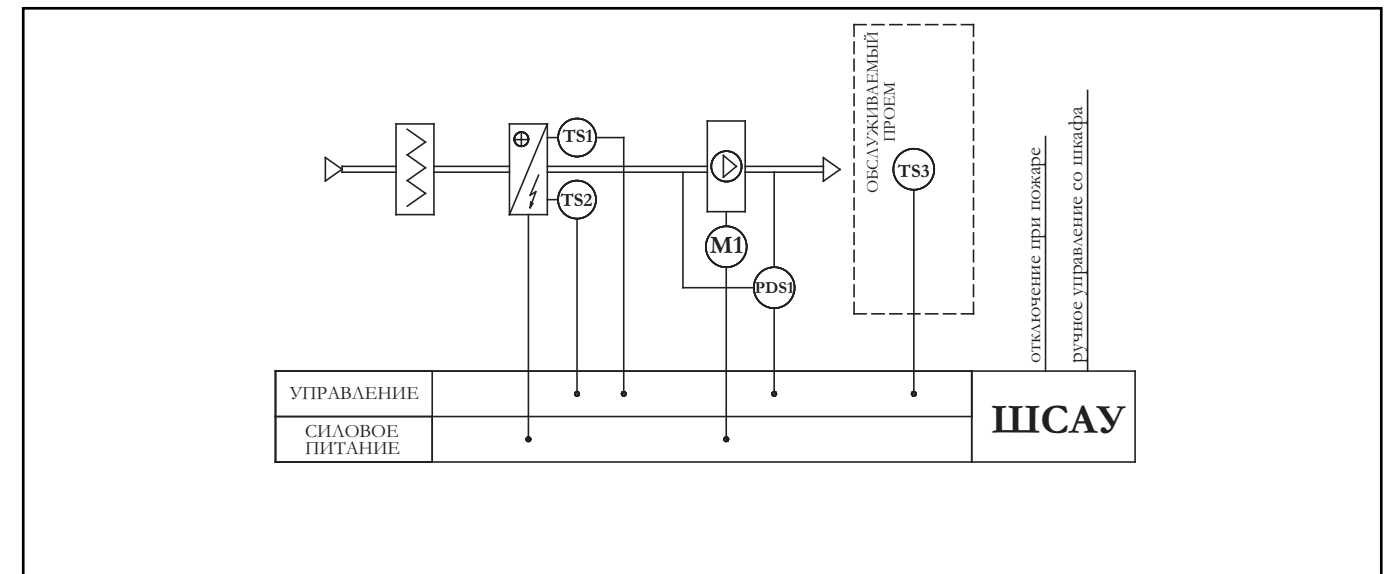 ОБСЛУЖИВАЕМЫЙ
ПРОЕМ
TS1
TS2
TS3
M1
PDS1
отключение при пожаре
ручное управление со шкафа
УПРАВЛЕНИЕ
СИЛОВОЕ
ПИТАНИЕ
ШСАУ